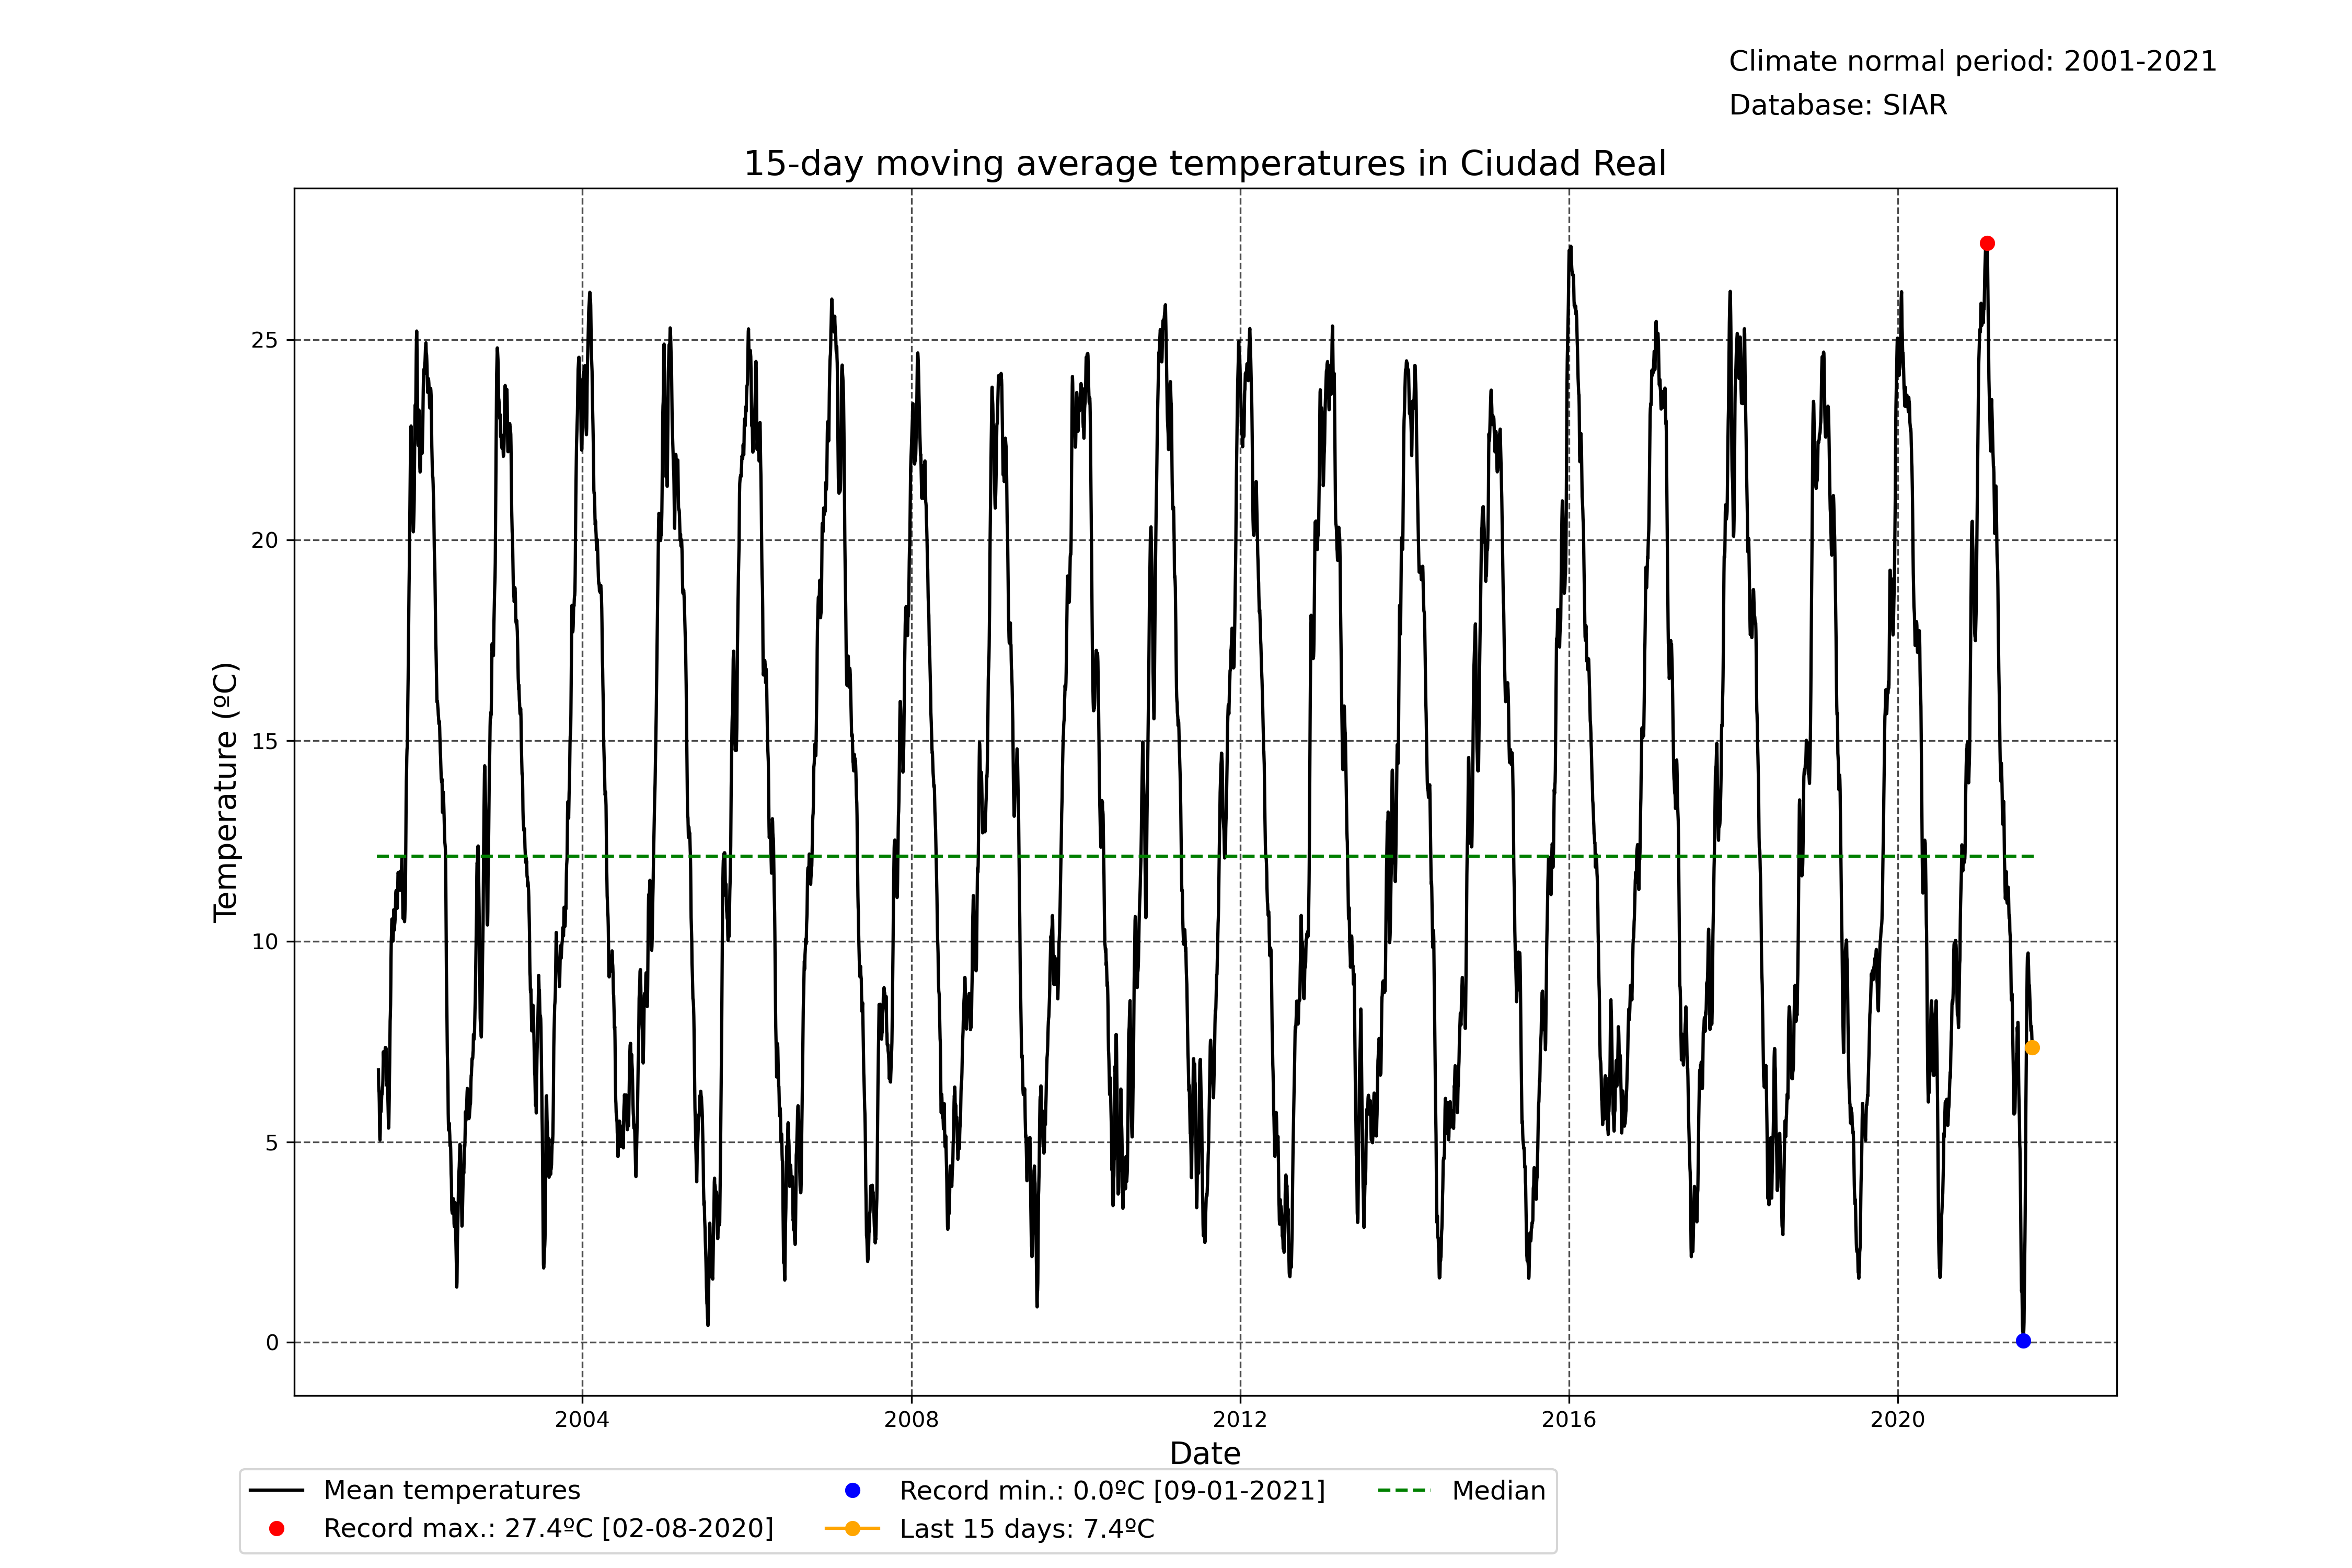 Climate normal period: 2001-2021
Database: SIAR
15-day moving average temperatures in Ciudad Real
25
20
15
10
5
0
Temperature (ºC)
2004 2008 2012 2016 2020
Date
Mean temperatures
Record max.: 27.4ºC [02-08-2020]
Record min.: 0.0ºC [09-01-2021]
Last 15 days: 7.4ºC
Median